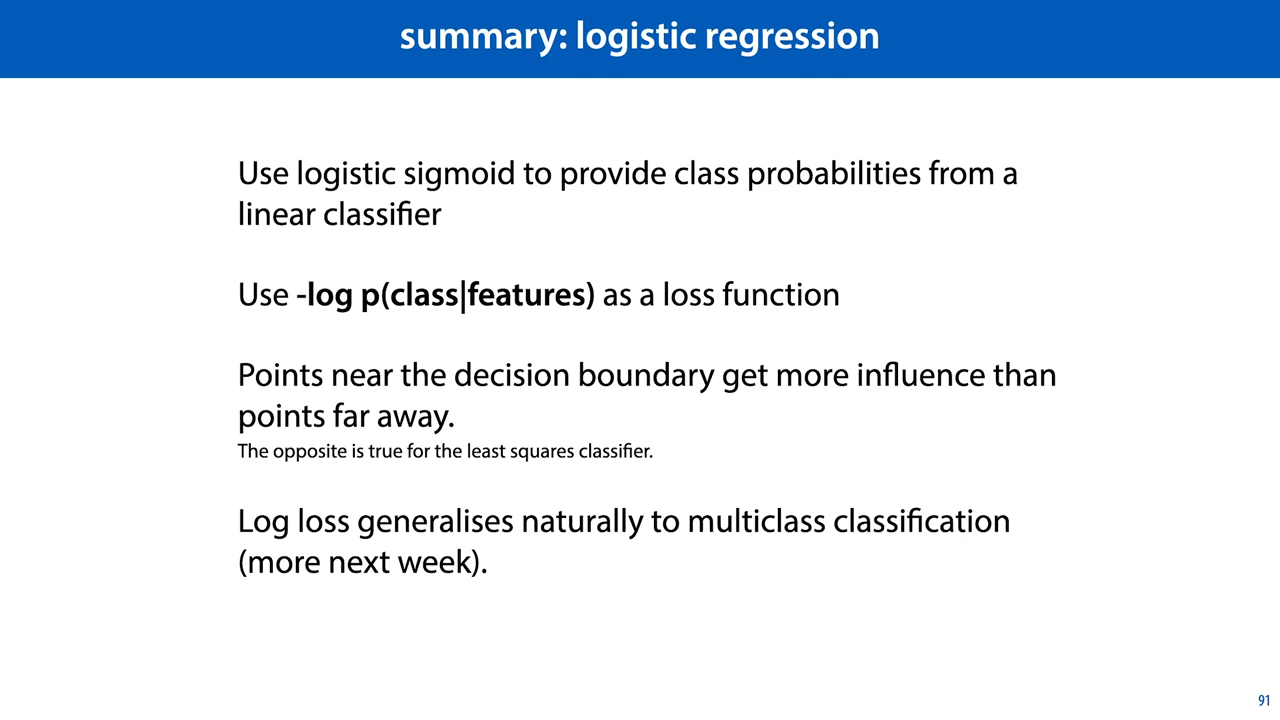 summary: logistic regression
Use logistic sigmoid to provide class probabilities from a
linear classifier
Use -log p(class|features) as a loss function
Points near the decision boundary get more influence than
points far away.
The opposite is true for the least squares classifier.
Log loss generalises naturally to multiclass classification
(more next week).
91